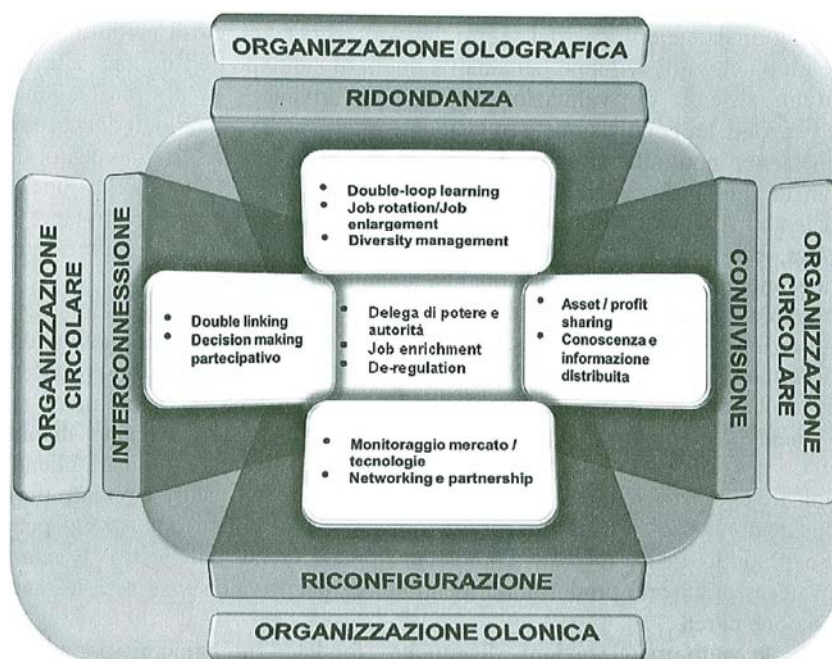 ORGANIZZAZIONE OLOGRAFICA
RIDONDANZA
• Double-loop learning
• Job rotation/Job
enlargement
• Diversity management
ORGANIZZAZIONE
CIRCOLARE
INTERCONNESSIONE
• Double linking
• Decision making
partecipativo
• Delega di potere e
autoritá
• Job enrichment
• De-regulation
• Asset / profit
sharing
• Conoscenza e
informazione
distribuita
CONDIVISIONE
ORGANIZZAZIONE
CIRCOLARE
• Monitoraggio mercato /
tecnologie
• Networking e partnership
RICONFIGURAZIONE
ORGANIZZAZIONE OLONICA